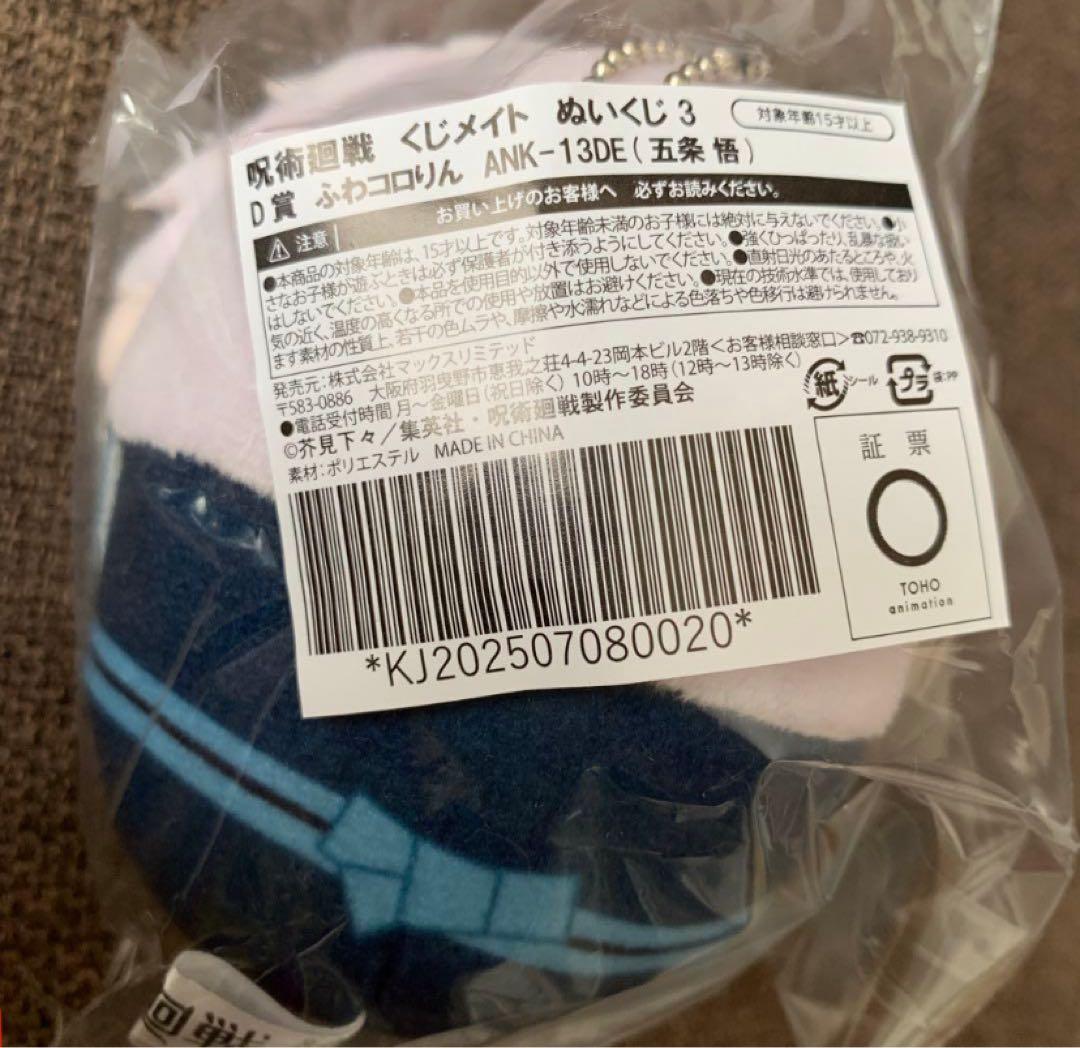 呪術廻戦 くじメイト ぬいくじ 3
対象年齢15才以上
D賞 ふわコロりん ANK-13DE(五条 悟)
お買い上げのお客様へ 必ずお読みください。
注意
●本商品の対象年齢は、15才以上です。対象年齢未満のお子様には絶対に与えないでください。●小
さなお子様が遊ぶときは必ず保護者が付き添うようにしてください。●強くひっぱったり、乱暴な扱い
はしないでください。●本品を使用目的以外で使用しないでください。●直射日光のあたるところや、火
気の近く、温度の高くなる所での使用や放置はお避けください。●現在の技術水準では、使用しており
ます素材の性質上、若干の色ムラや、摩擦や水濡れなどによる色落ちや色移行は避けられません。
発売元:株式会社マックスリミテッド
〒583-0886 大阪府羽曳野市恵我之荘4-4-23岡本ビル2階<お客様相談窓口>☎072-938-9310
●電話受付時間 月〜金曜日(祝日除く)10時〜18時(12時〜13時除く)
©芥見下々/集英社・呪術廻戦製作委員会
素材:ポリエステル MADE IN CHINA
紙 シール
プラ 袋:PP
証票
TOHO
animation
*KJ202507080020*